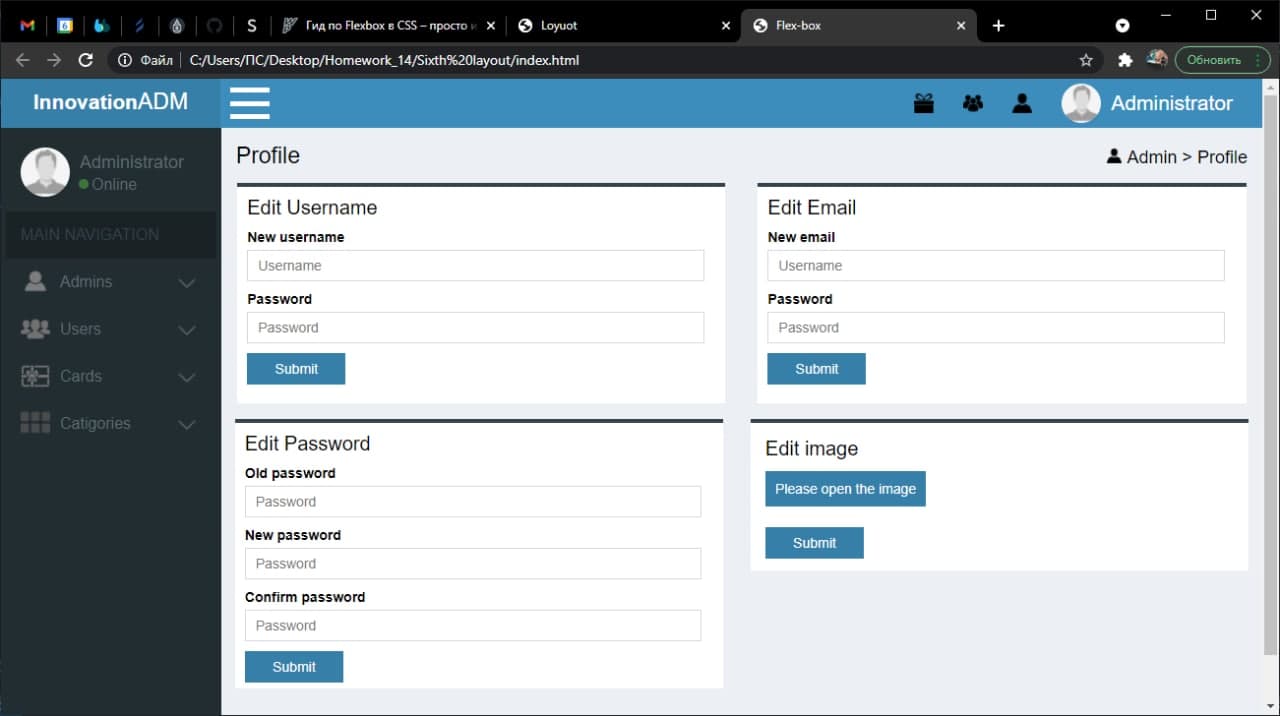 Гид по Flexbox в CSS – просто и
Loyuot
Flex-box
Файл
C:/Users/ПС/Desktop/Homework_14/Sixth%20layout/index.html
Обновить
InnovationADM
Administrator
Administrator
Online
MAIN NAVIGATION
Admins
Users
Cards
Catigories
Profile
Admin > Profile
Edit Username
New username
Username
Password
Password
Submit
Edit Email
New email
Username
Password
Password
Submit
Edit Password
Old password
Password
New password
Password
Confirm password
Password
Submit
Edit image
Please open the image
Submit